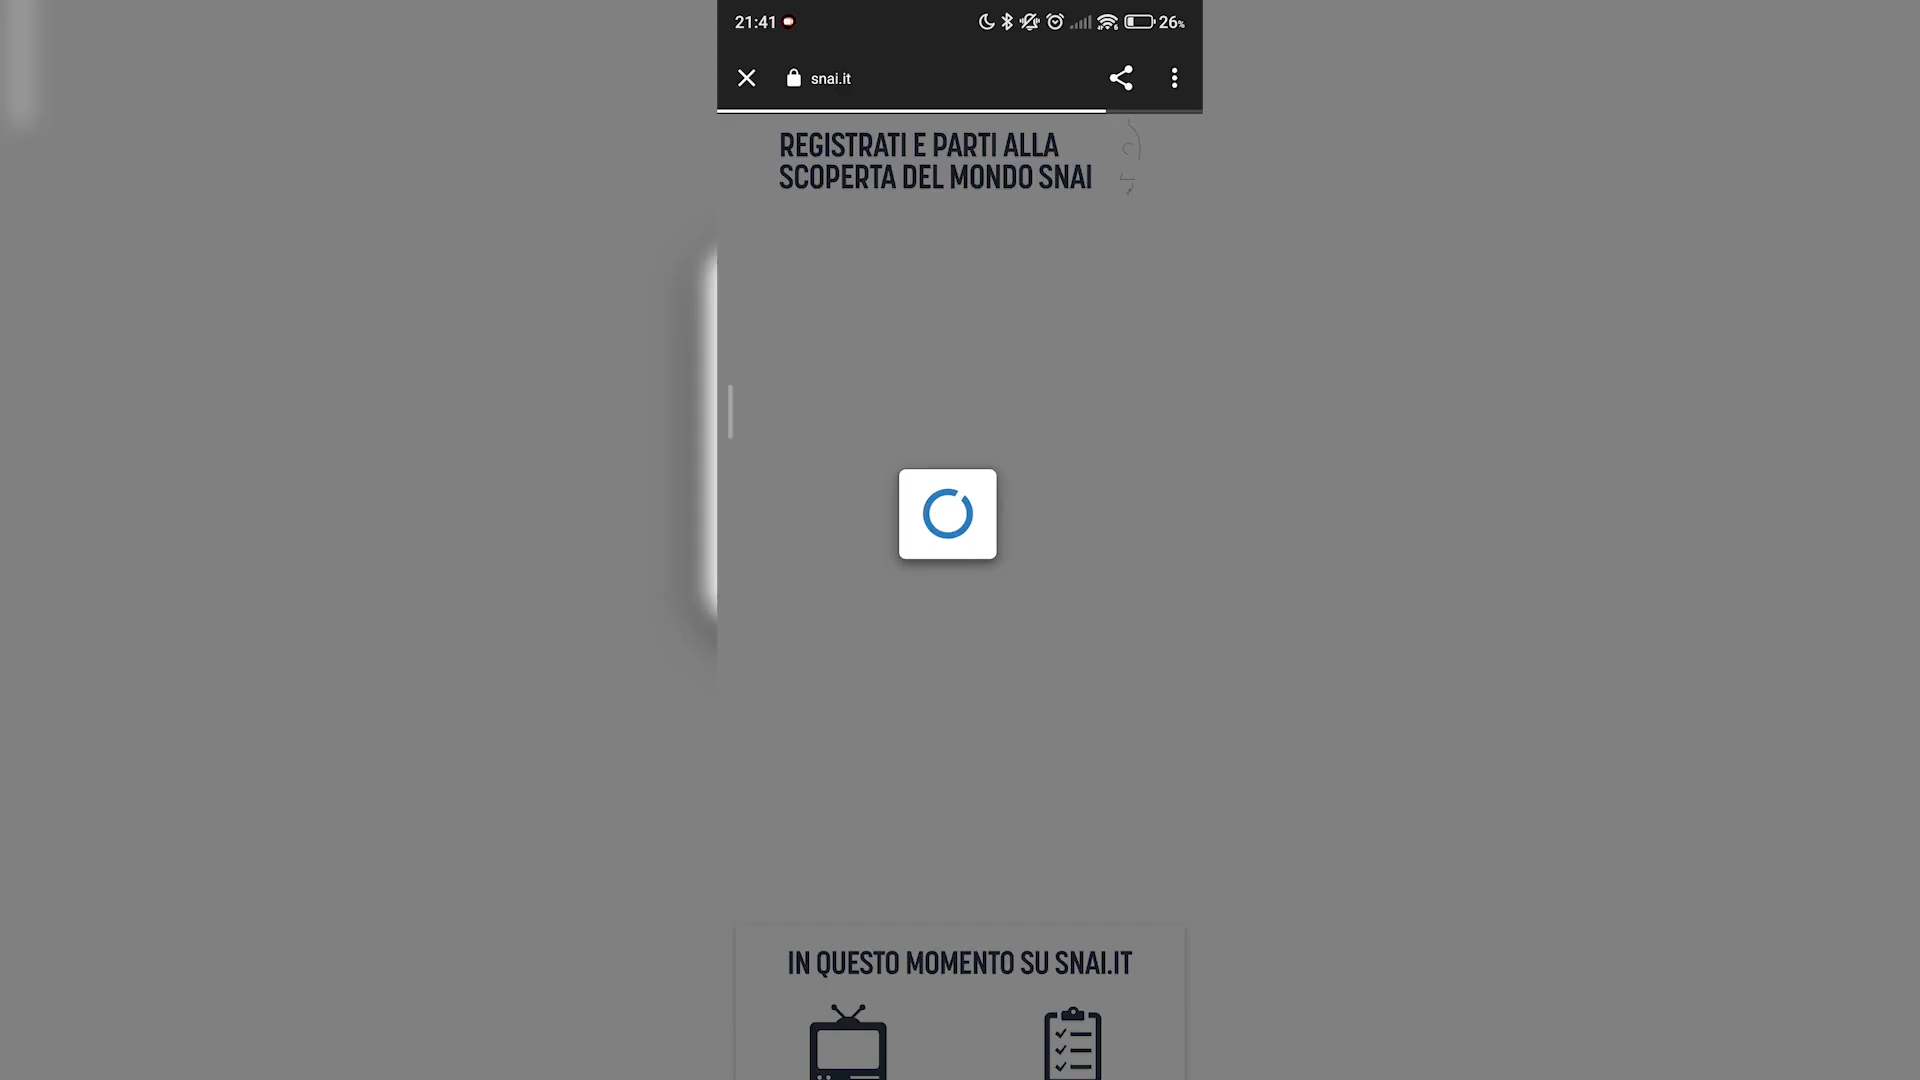 21:41
26%
snai.it
REGISTRATI E PARTI ALLA
SCOPERTA DEL MONDO SNAI
IN QUESTO MOMENTO SU SNAI.IT